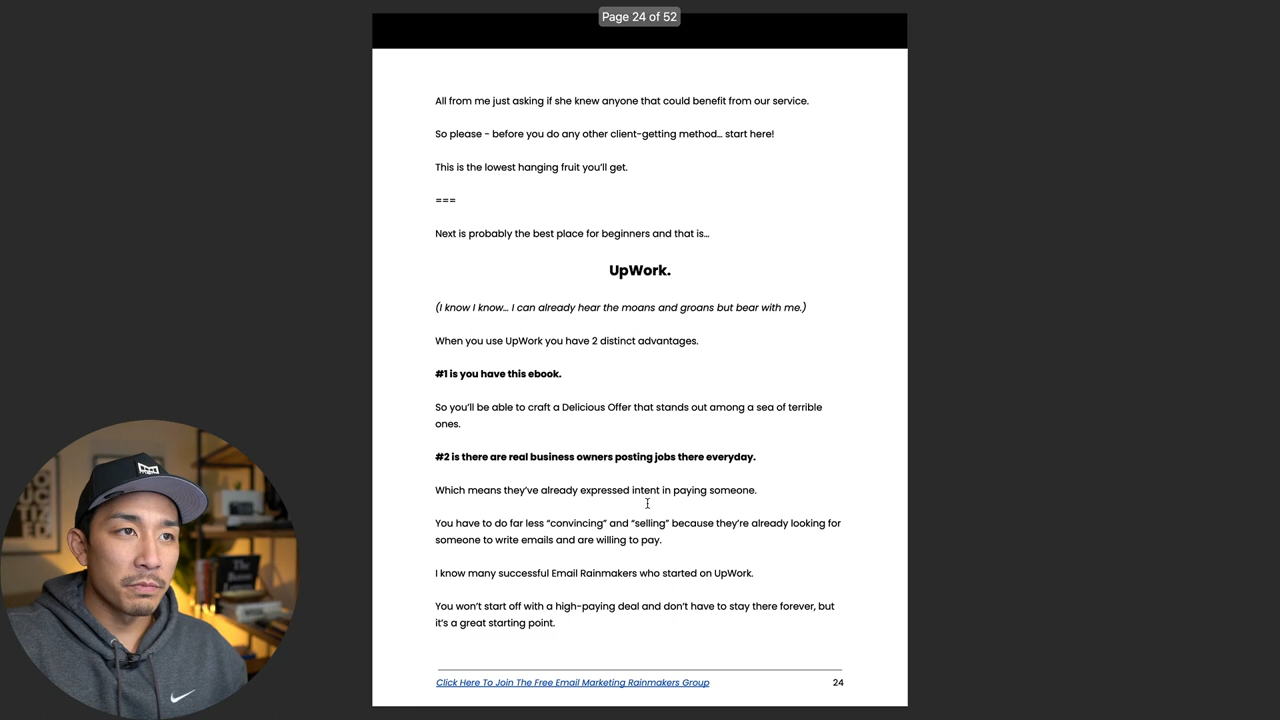 Page 24 of 52
All from me just asking if she knew anyone that could benefit from our service.
So please - before you do any other client-getting method… start here!
This is the lowest hanging fruit you’ll get.
===
Next is probably the best place for beginners and that is…
UpWork.
(I know I know… I can already hear the moans and groans but bear with me.)
When you use UpWork you have 2 distinct advantages.
#1 is you have this ebook.
So you’ll be able to craft a Delicious Offer that stands out among a sea of terrible
ones.
#2 is there are real business owners posting jobs there everyday.
Which means they’ve already expressed intent in paying someone.
You have to do far less “convincing” and “selling” because they’re already looking for
someone to write emails and are willing to pay.
I know many successful Email Rainmakers who started on UpWork.
You won’t start off with a high-paying deal and don’t have to stay there forever, but
it’s a great starting point.
Click Here To Join The Free Email Marketing Rainmakers Group
24